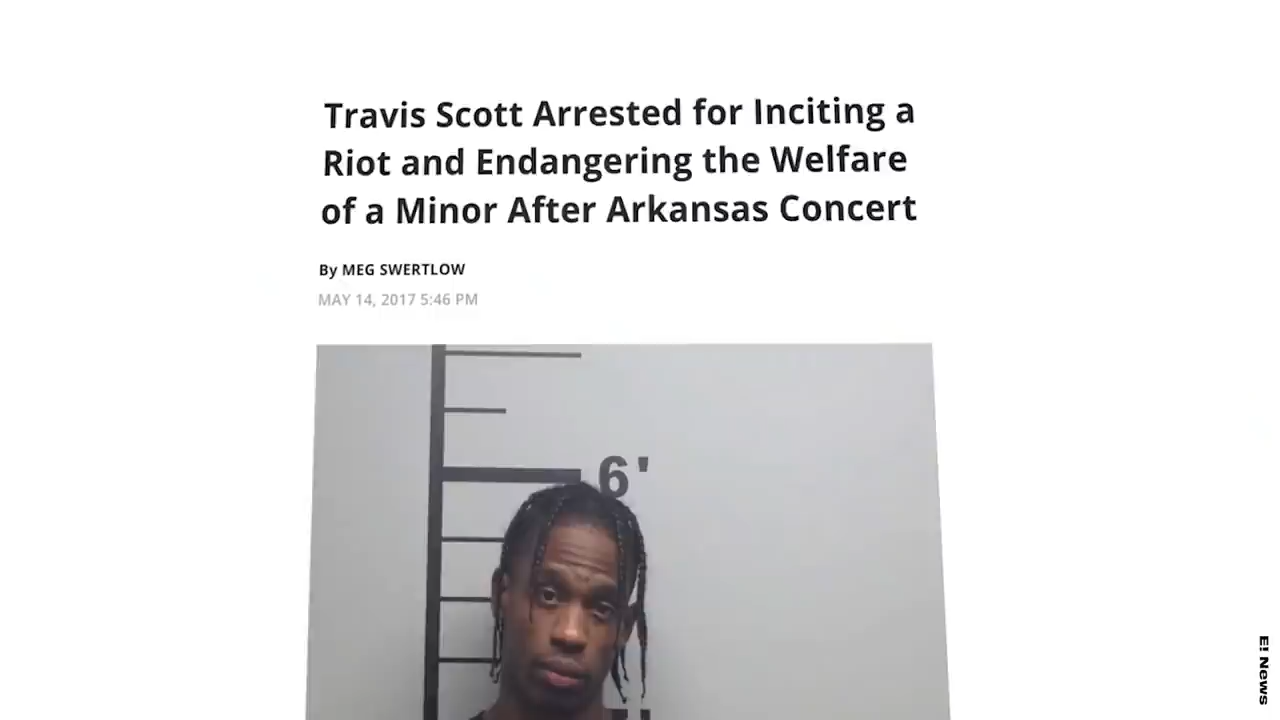 Travis Scott Arrested for Inciting a
Riot and Endangering the Welfare
of a Minor After Arkansas Concert
By MEG SWERTLOW
MAY 14, 2017 5:46 PM
6'
E! News